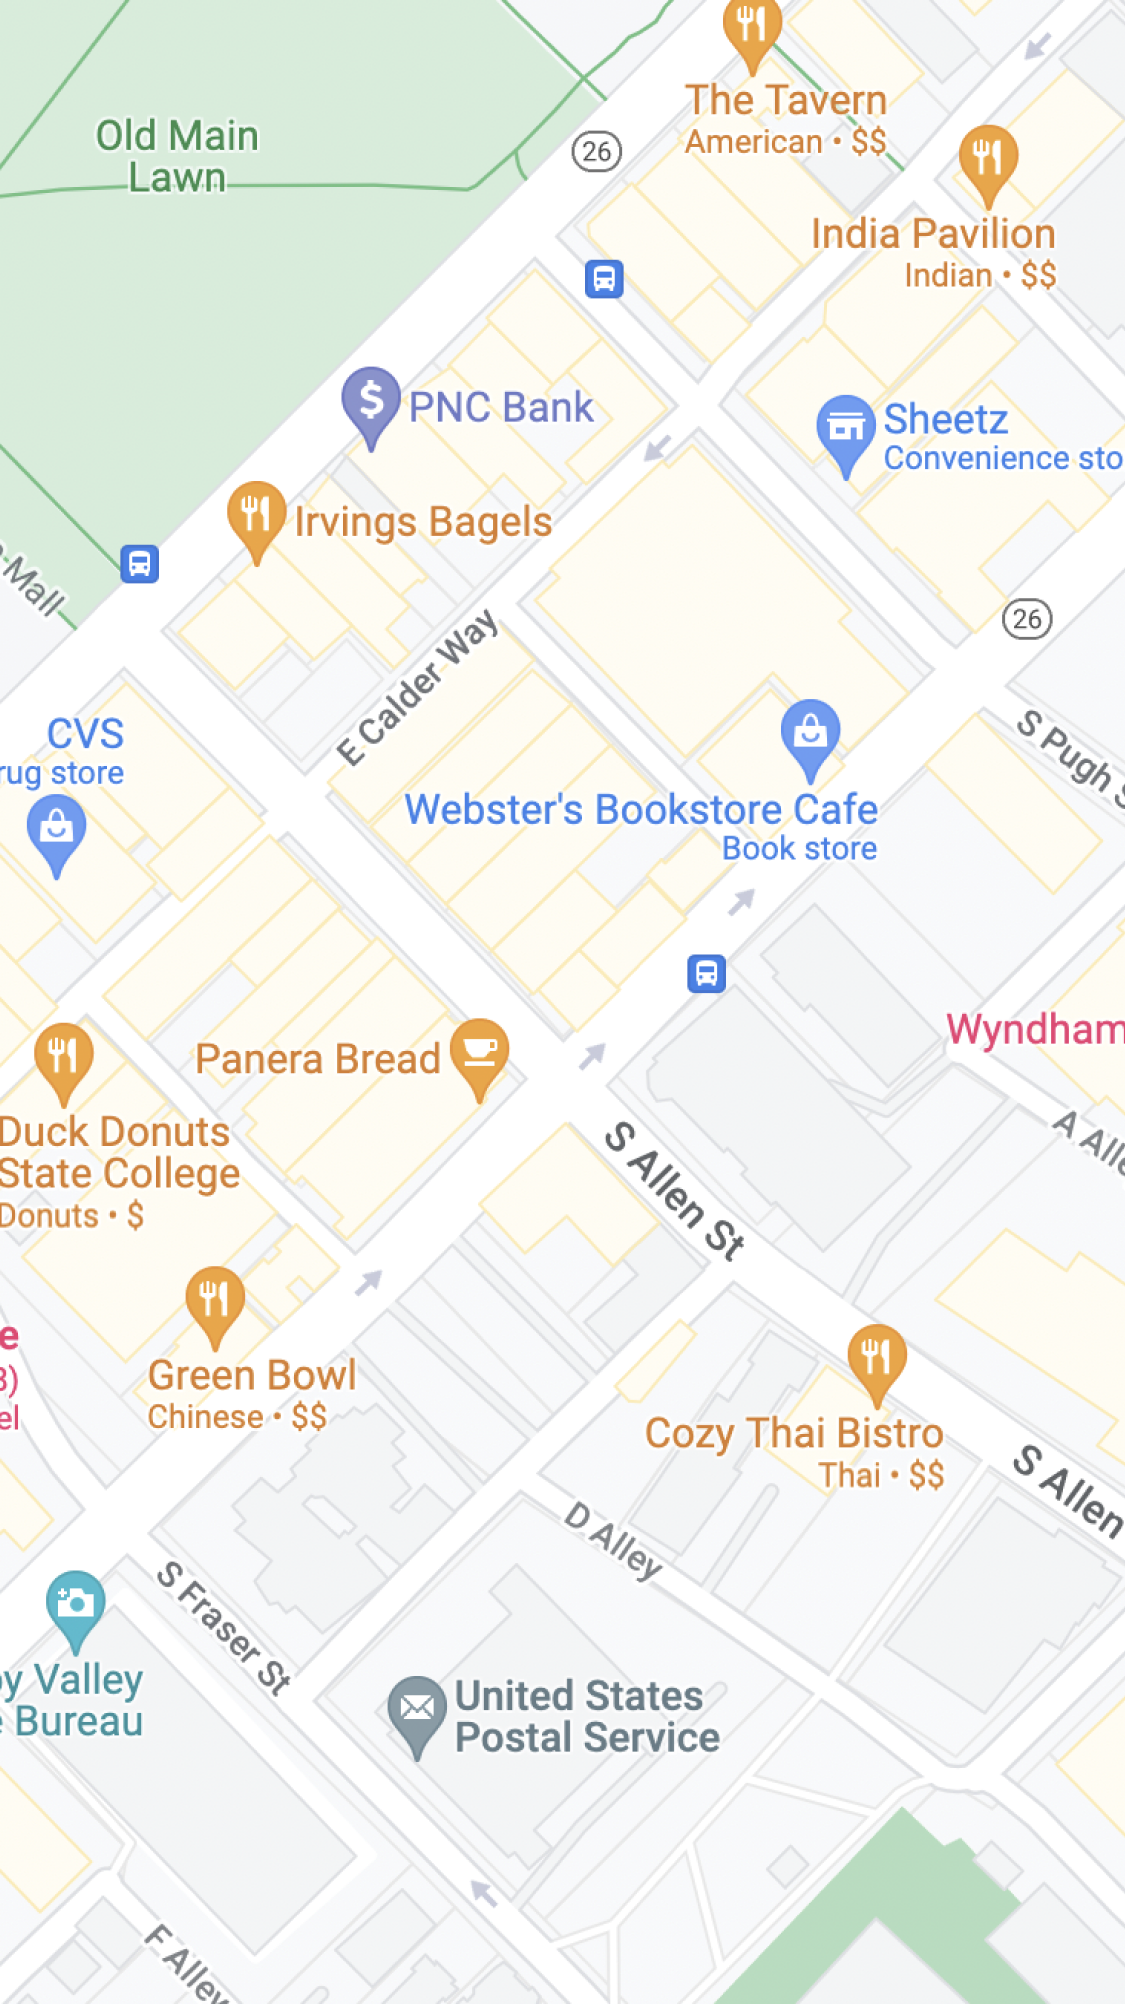 The Tavern
American • $$
Old Main
Lawn
26
India Pavilion
Indian • $$
PNC Bank
Sheetz
Convenience sto
Irvings Bagels
Mall
26
E Calder Way
CVS
rug store
S Pugh S
Webster's Bookstore Cafe
Book store
Wyndham
Panera Bread
Duck Donuts
State College
Donuts • $
A Alle
S Allen St
e
3)
el
Green Bowl
Chinese • $$
Cozy Thai Bistro
Thai • $$
S Allen
D Alley
S Fraser St
y Valley
Bureau
United States
Postal Service
F Alley